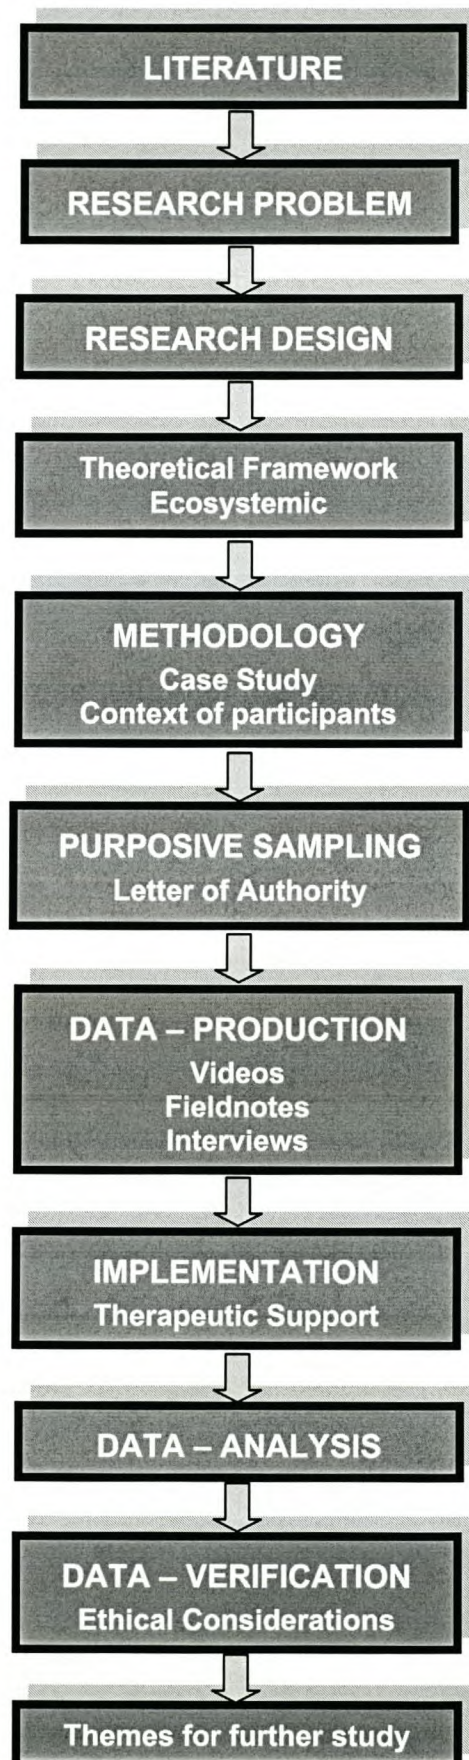 LITERATURE
RESEARCH PROBLEM
RESEARCH DESIGN
Theoretical Framework
Ecosystemic
METHODOLOGY
Case Study
Context of participants
PURPOSIVE SAMPLING
Letter of Authority
DATA – PRODUCTION
Videos
Fieldnotes
Interviews
IMPLEMENTATION
Therapeutic Support
DATA – ANALYSIS
DATA – VERIFICATION
Ethical Considerations
Themes for further study